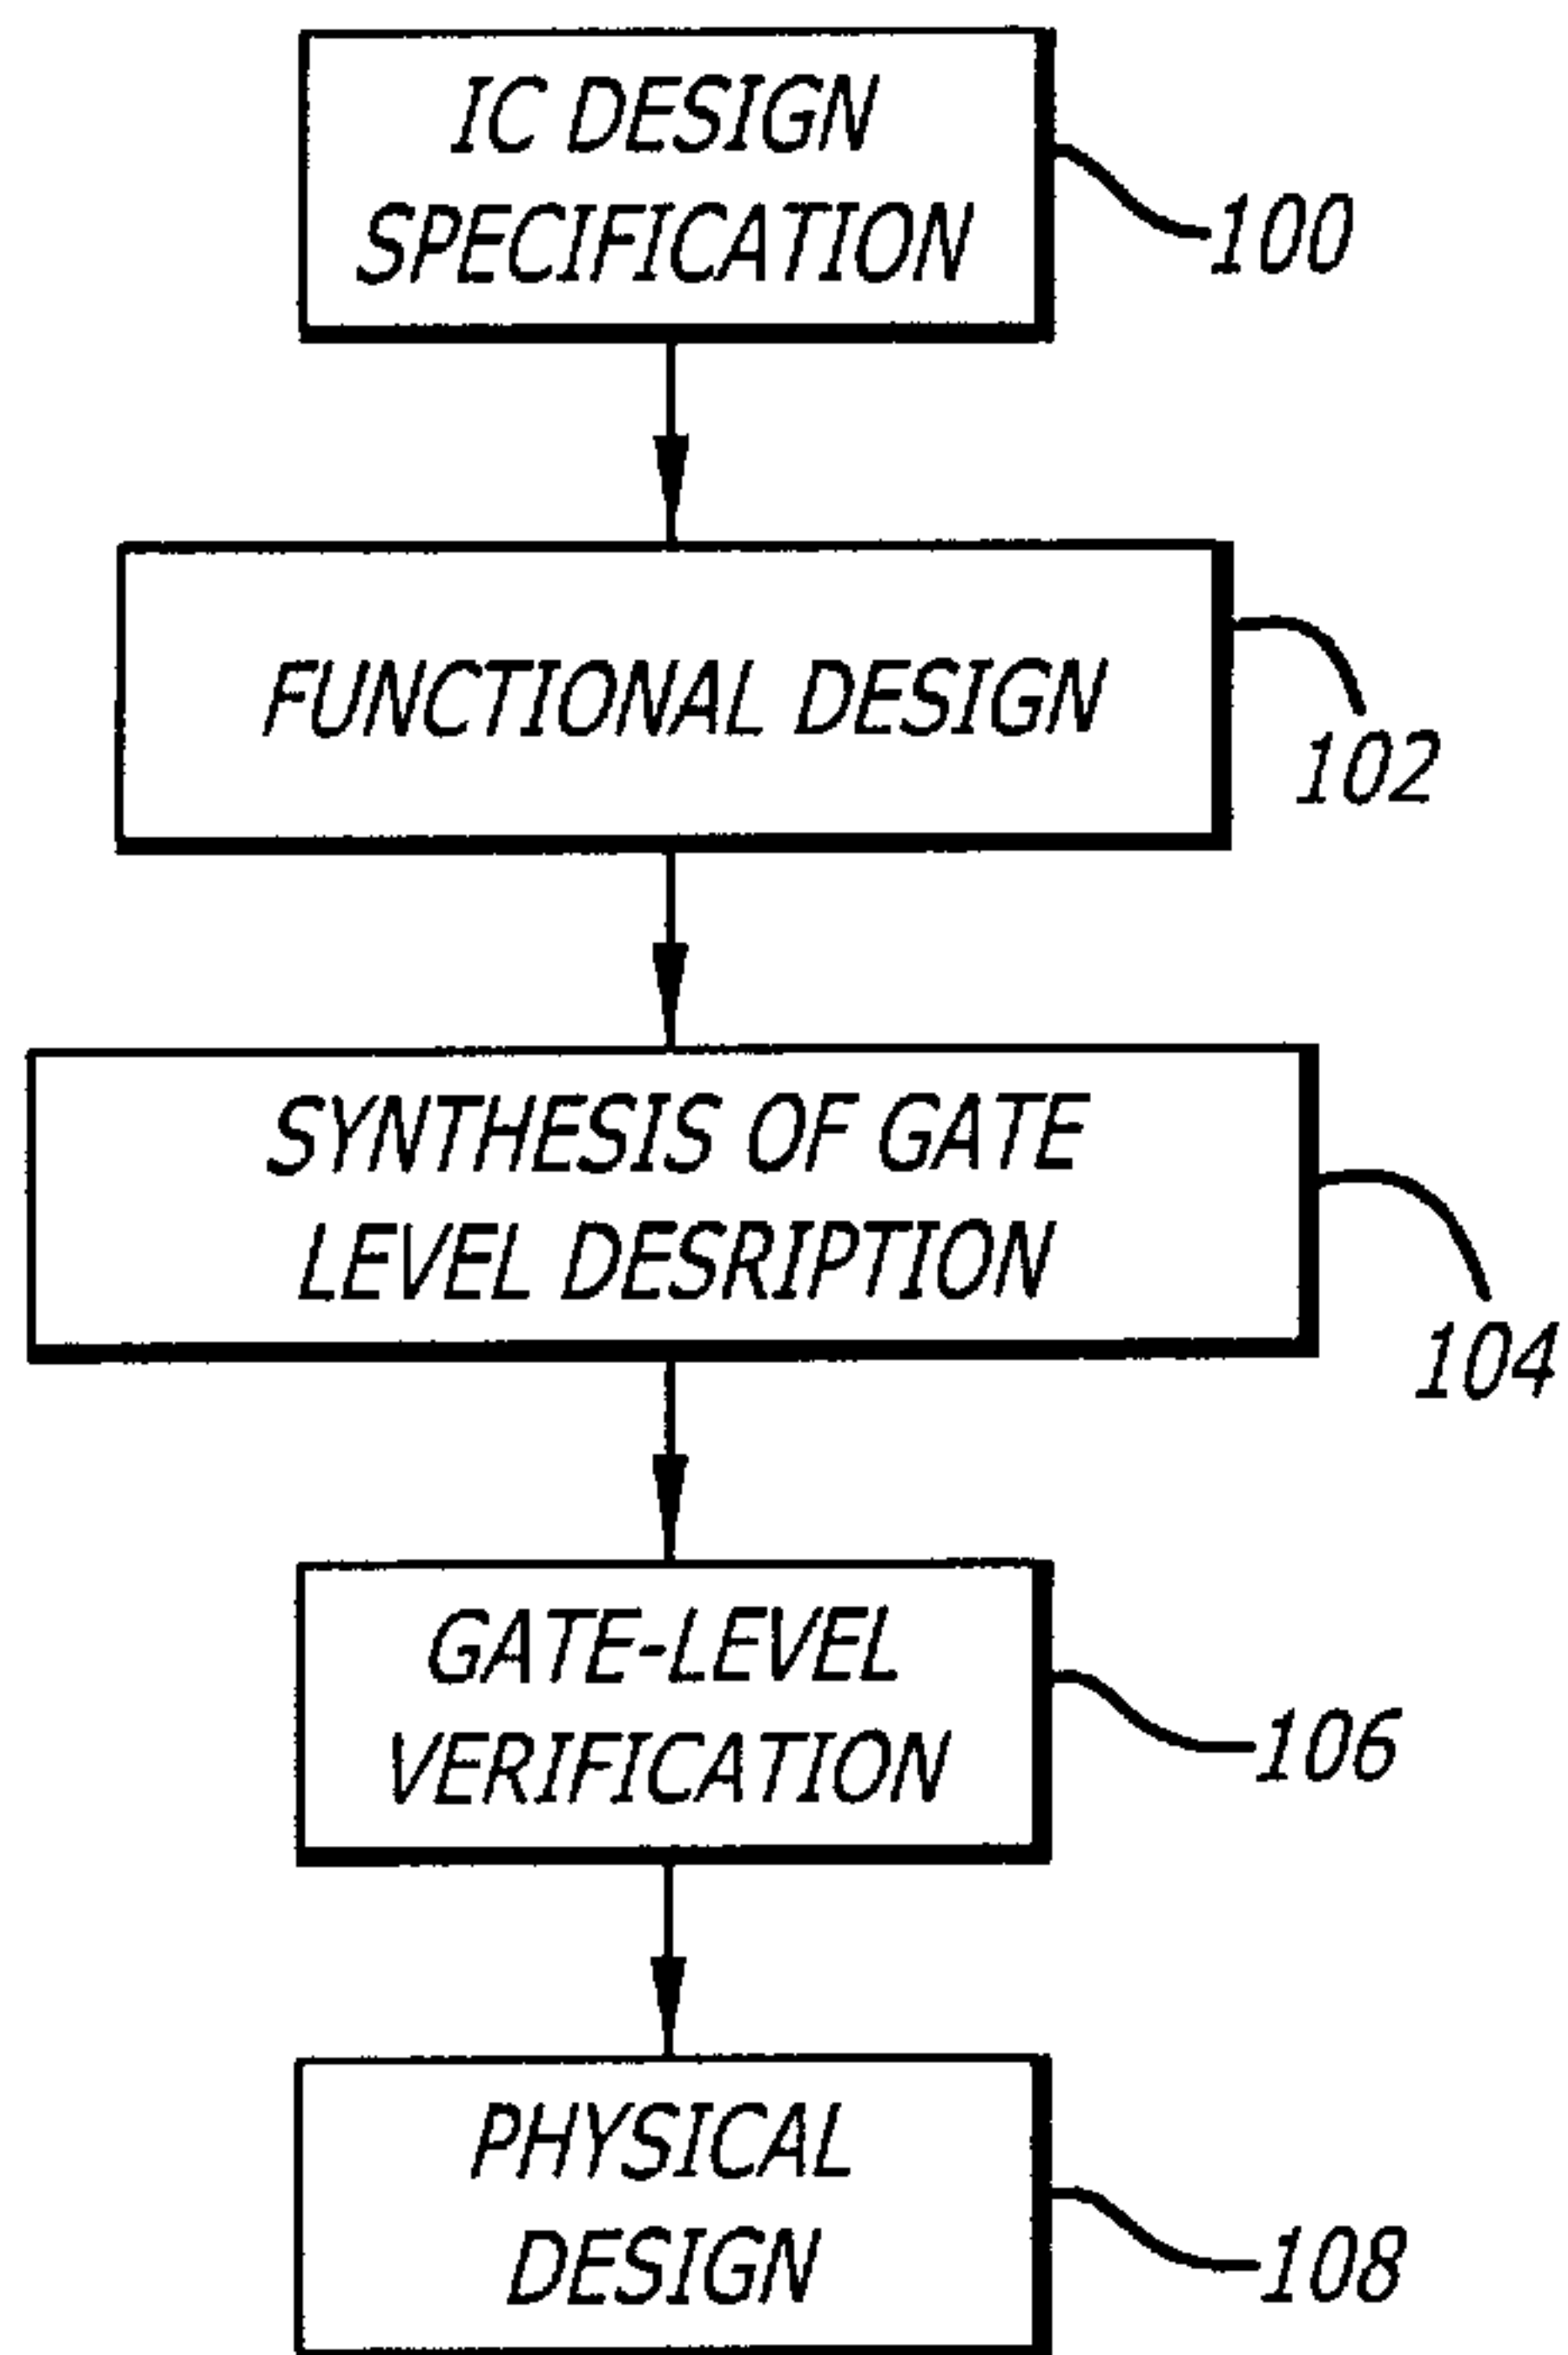 IC DESIGN
SPECIFICATION
100
FUNCTIONAL DESIGN
102
SYNTHESIS OF GATE
LEVEL DESRIPTION
104
GATE-LEVEL
VERIFICATION
106
PHYSICAL
DESIGN
108